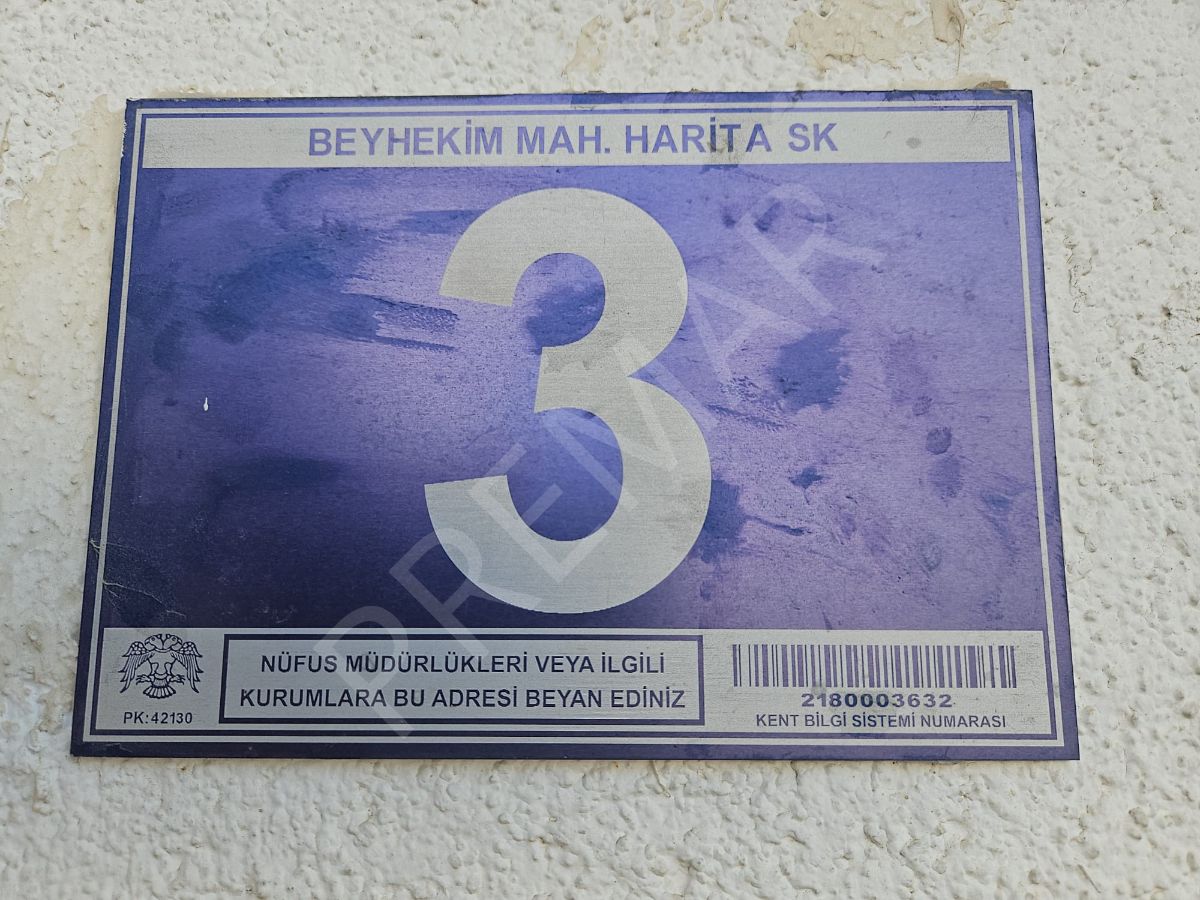 BEYHEKİM MAH. HARİTA SK
3
NÜFUS MÜDÜRLÜKLERİ VEYA İLGİLİ
KURUMLARA BU ADRESİ BEYAN EDİNİZ
PK:42130
2180003632
KENT BİLGİ SİSTEMİ NUMARASI
PREMAR